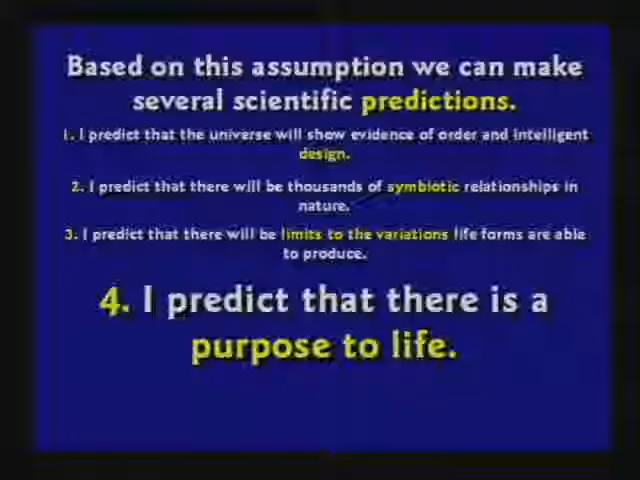 Based on this assumption we can make
several scientific predictions.
1. I predict that the universe will show evidence of order and intelligent
design.
2. I predict that there will be thousands of symbiotic relationships in
nature.
3. I predict that there will be limits to the variations life forms are able
to produce.
4. I predict that there is a
purpose to life.